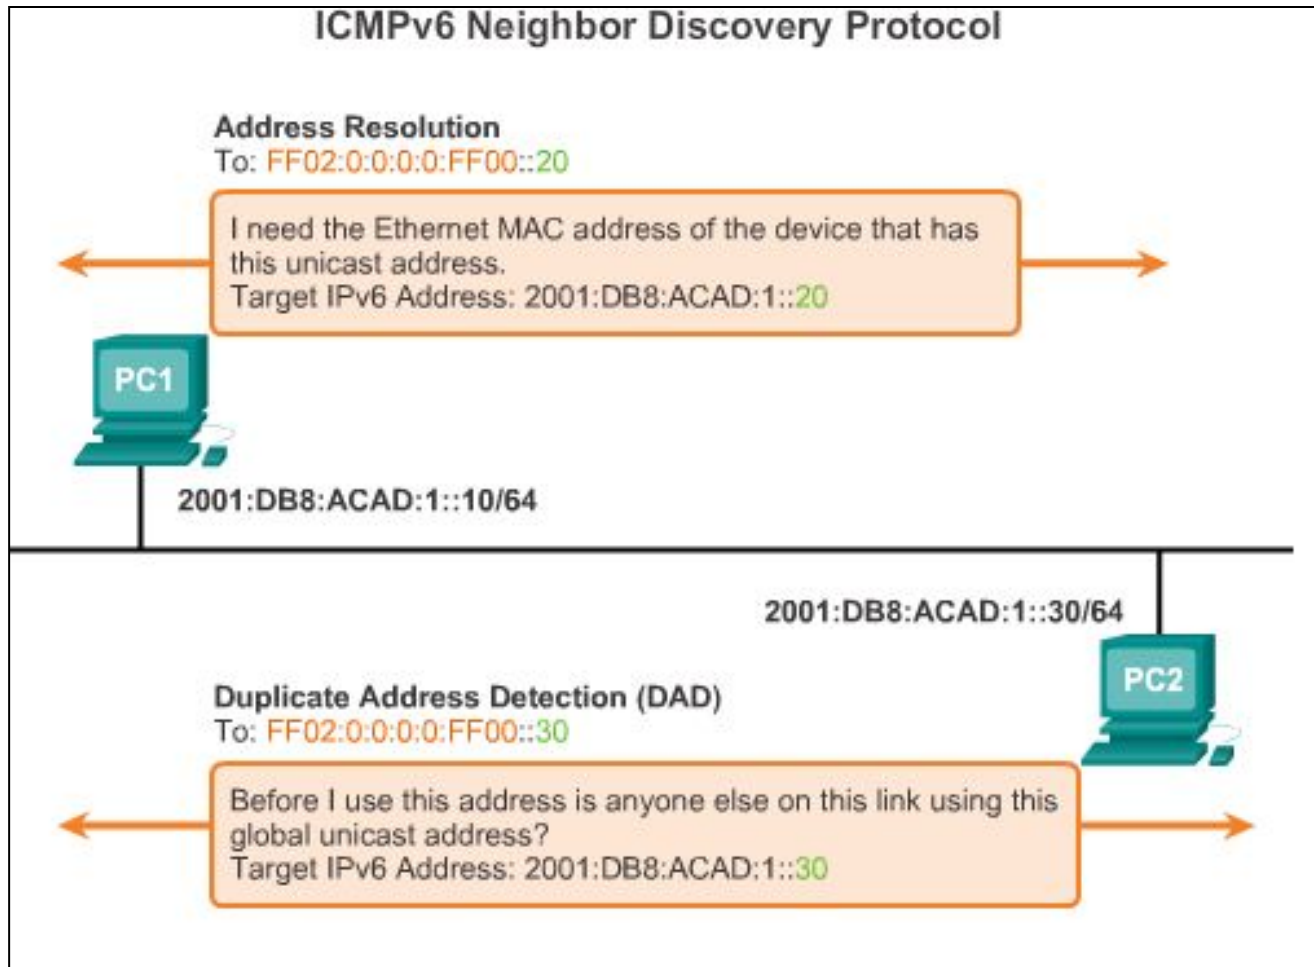 ICMPv6 Neighbor Discovery Protocol
Address Resolution
To: FF02:0:0:0:0:FF00::20
I need the Ethernet MAC address of the device that has
this unicast address.
Target IPv6 Address: 2001:DB8:ACAD:1::20
PC1
2001:DB8:ACAD:1::10/64
2001:DB8:ACAD:1::30/64
PC2
Duplicate Address Detection (DAD)
To: FF02:0:0:0:0:FF00::30
Before I use this address is anyone else on this link using this
global unicast address?
Target IPv6 Address: 2001:DB8:ACAD:1::30